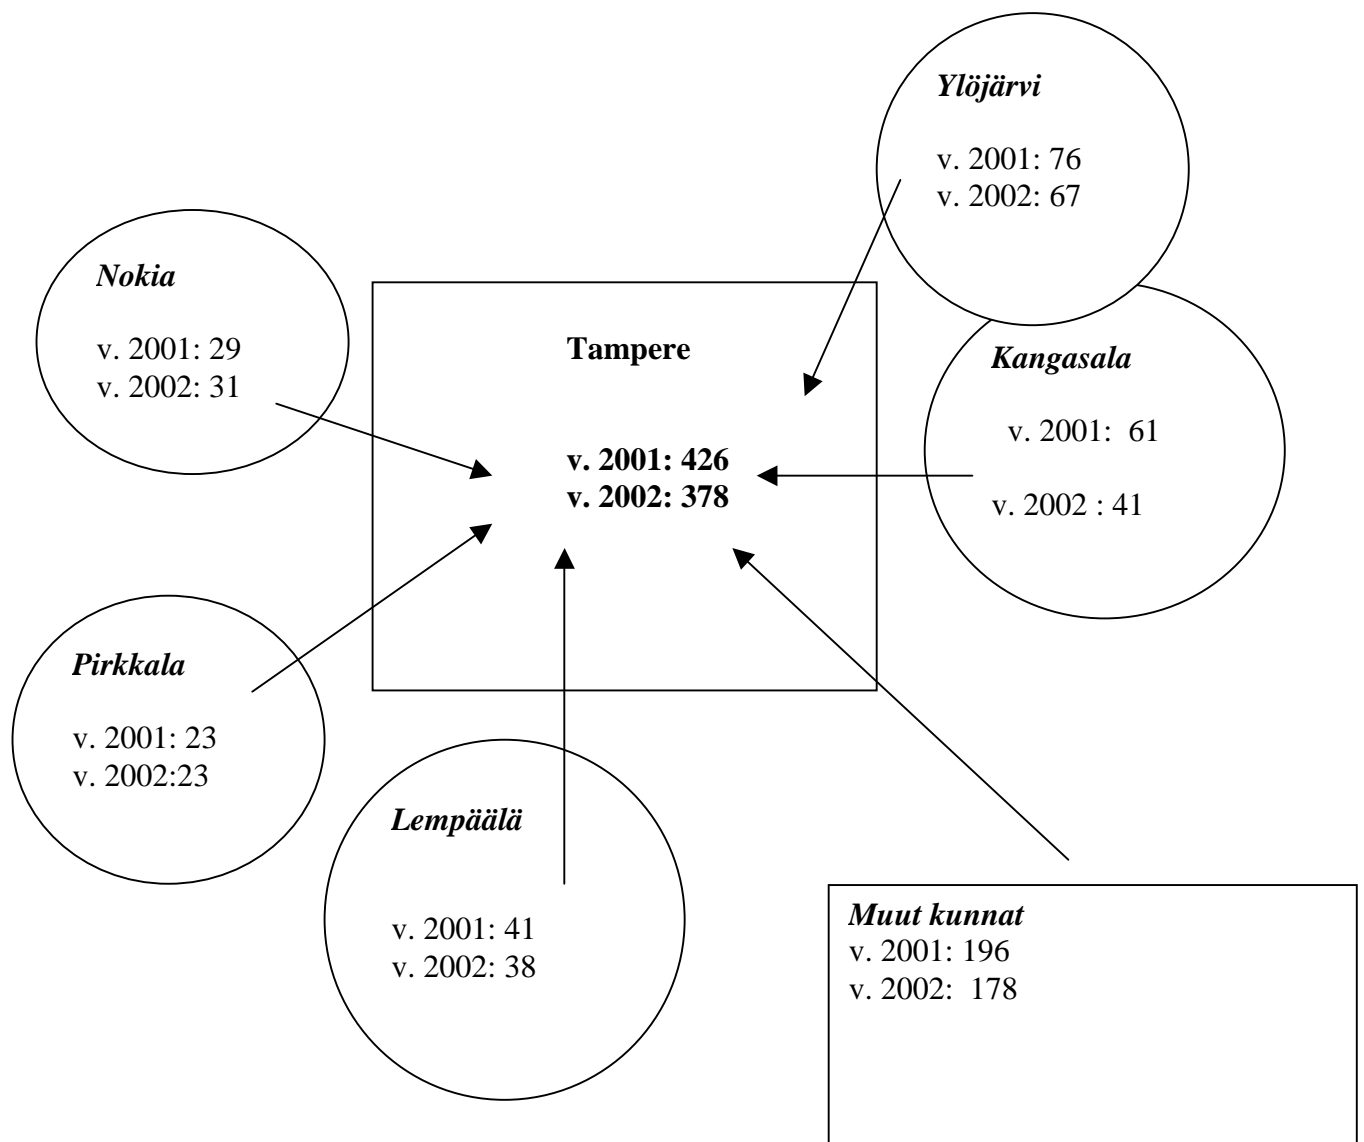 Ylöjärvi
v. 2001: 76
v. 2002: 67
Nokia
v. 2001: 29
v. 2002: 31
Tampere
v. 2001: 426
v. 2002: 378
Kangasala
v. 2001:  61
v. 2002 : 41
Pirkkala
v. 2001: 23
v. 2002:23
Lempäälä
v. 2001: 41
v. 2002: 38
Muut kunnat
v. 2001: 196
v. 2002:  178